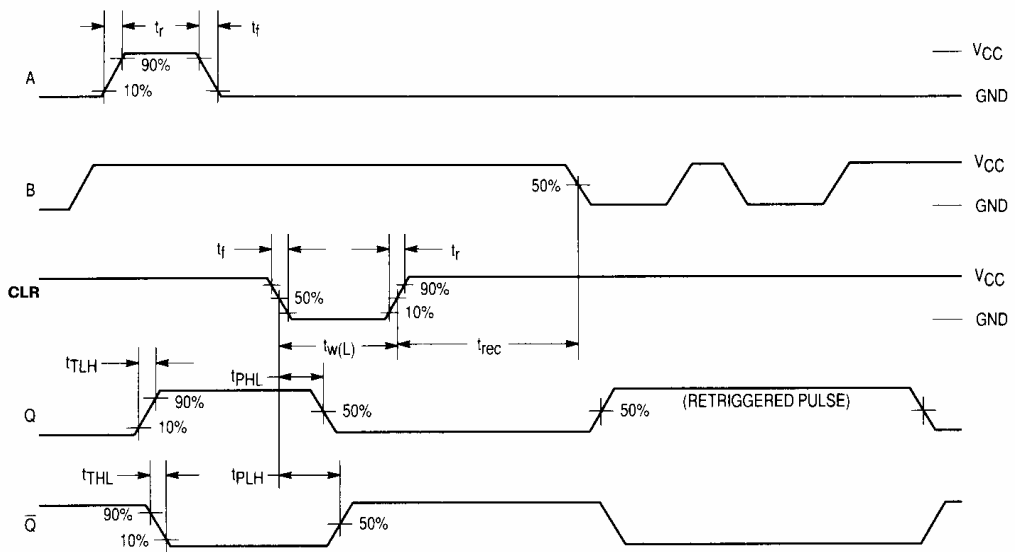 tr
tf
VCC
A
90%
10%
GND
VCC
B
50%
GND
tf
tr
VCC
CLR
50%
90%
10%
GND
tw(L)
trec
tTLH
tPHL
Q
90%
10%
50%
50%
(RETRIGGERED PULSE)
tTHL
tPLH
Q̅
90%
10%
50%